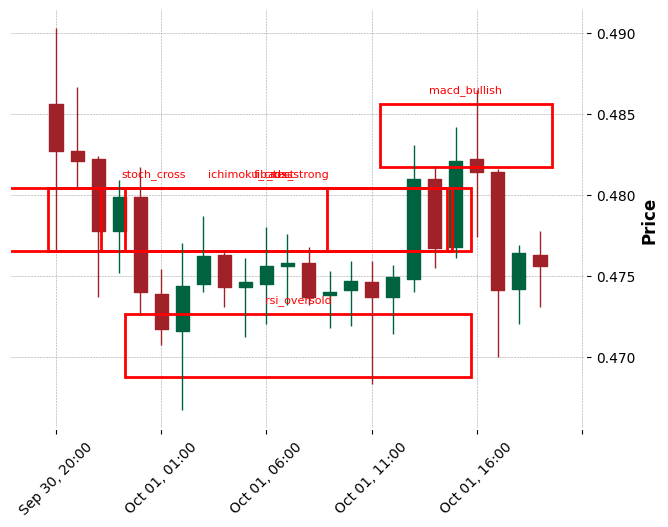 0.490
macd_bullish
0.485
stoch_cross
0.480
Price
0.475
rsi_oversold
0.470
Sep 30, 20:00
Oct 01, 01:00
Oct 01, 06:00
Oct 01, 11:00
Oct 01, 16:00